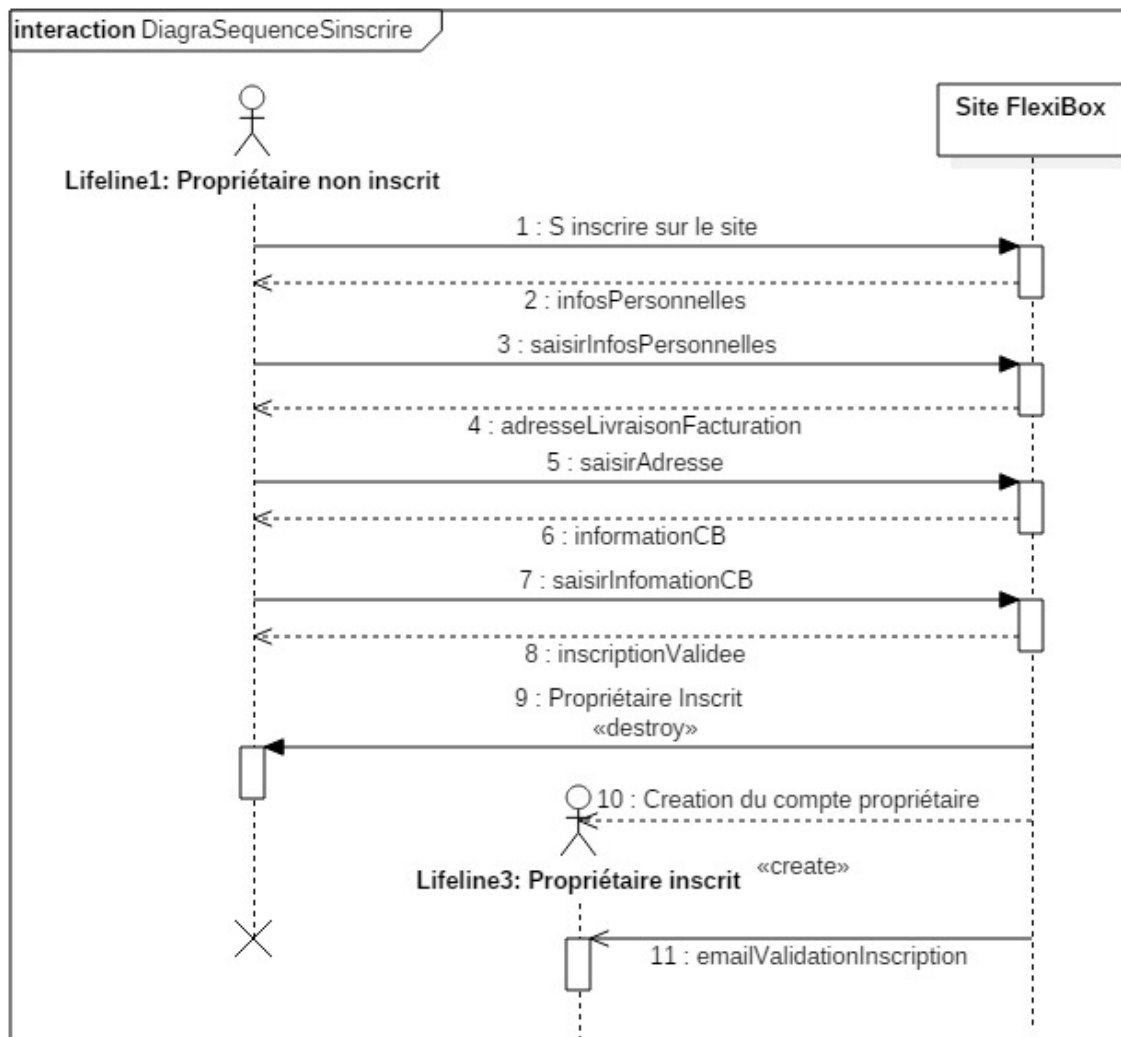 interaction DiagraSequenceSinscrire
Site FlexiBox
Lifeline1: Propriétaire non inscrit
1 : S inscrire sur le site
2 : infosPersonnelles
3 : saisirInfosPersonnelles
4 : adresseLivraisonFacturation
5 : saisirAdresse
6 : informationCB
7 : saisirInfomationCB
8 : inscriptionValidee
9 : Propriétaire Inscrit
«destroy»
10 : Creation du compte propriétaire
«create»
Lifeline3: Propriétaire inscrit
11 : emailValidationInscription